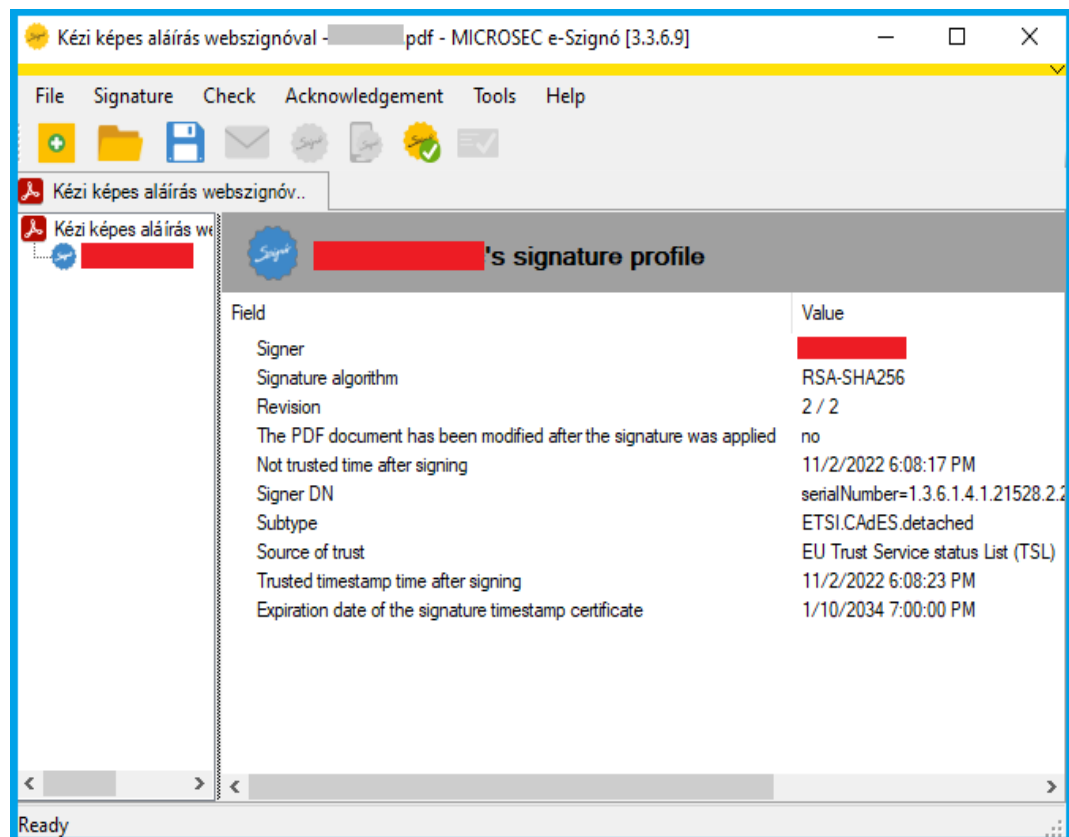 Kézi képes aláírás webszignóval - .pdf - MICROSEC e-Szignó [3.3.6.9]
File Signature Check Acknowledgement Tools Help
Kézi képes aláírás webszignóv..
Kézi képes aláírás we
Szignó 's signature profile
Field Value
Signer
Signature algorithm RSA-SHA256
Revision 2 / 2
The PDF document has been modified after the signature was applied no
Not trusted time after signing 11/2/2022 6:08:17 PM
Signer DN serialNumber=1.3.6.1.4.1.21528.2.2
Subtype ETSI.CAdES.detached
Source of trust EU Trust Service status List (TSL)
Trusted timestamp time after signing 11/2/2022 6:08:23 PM
Expiration date of the signature timestamp certificate 1/10/2034 7:00:00 PM
Ready